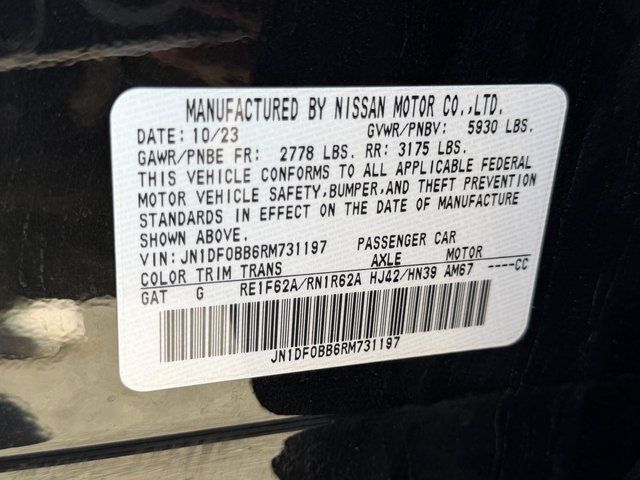 MANUFACTURED BY NISSAN MOTOR CO.,LTD.
DATE: 10/23 GVWR/PNBV: 5930 LBS.
GAWR/PNBE FR: 2778 LBS. RR: 3175 LBS.
THIS VEHICLE CONFORMS TO ALL APPLICABLE FEDERAL
MOTOR VEHICLE SAFETY,BUMPER,AND THEFT PREVENTION
STANDARDS IN EFFECT ON THE DATE OF MANUFACTURE
SHOWN ABOVE.
VIN: JN1DF0BB6RM731197 PASSENGER CAR
COLOR TRIM TRANS AXLE MOTOR
GAT G RE1F62A/RN1R62A HJ42/HN39 AM67 ----CC
JN1DF0BB6RM731197